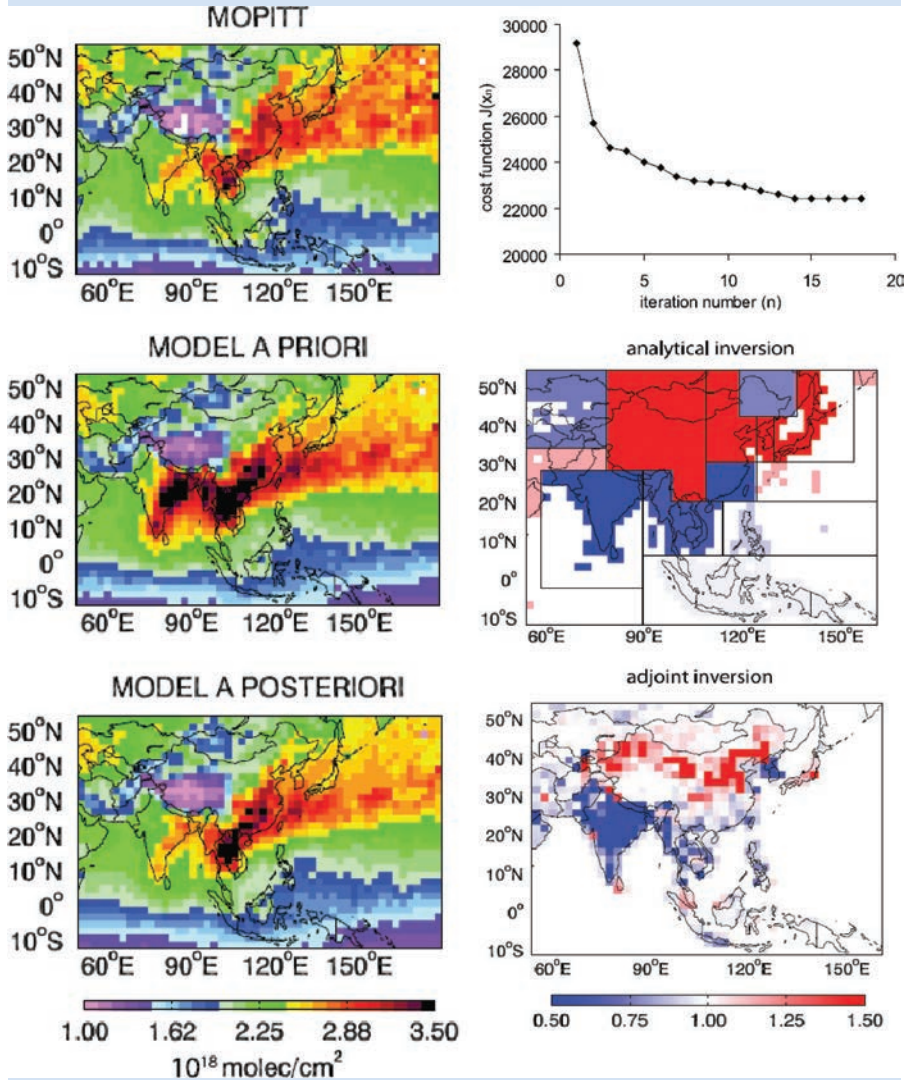 MOPITT
50°N
40°N
30°N
20°N
10°N
0°
10°S
60°E 90°E 120°E 150°E
30000
28000
26000
24000
22000
20000
cost function J(xn)
0 5 10 15 20
iteration number (n)
MODEL A PRIORI
50°N
40°N
30°N
20°N
10°N
0°
10°S
60°E 90°E 120°E 150°E
analytical inversion
50°N
40°N
30°N
20°N
10°N
0°
10°S
60°E 90°E 120°E 150°E
MODEL A POSTERIORI
50°N
40°N
30°N
20°N
10°N
0°
10°S
60°E 90°E 120°E 150°E
1.00 1.62 2.25 2.88 3.50
10¹⁸ molec/cm²
adjoint inversion
50°N
40°N
30°N
20°N
10°N
0°
10°S
60°E 90°E 120°E 150°E
0.50 0.75 1.00 1.25 1.50